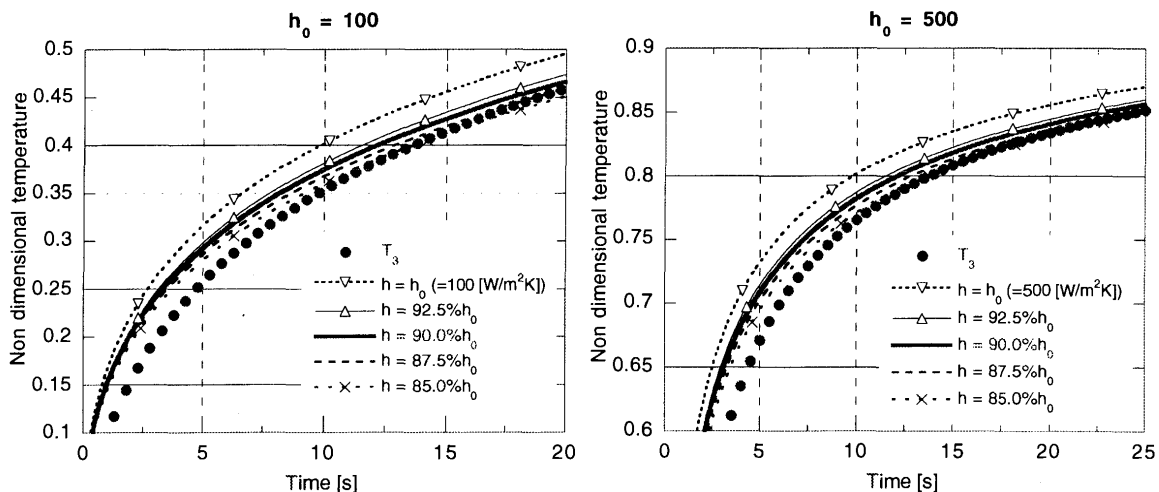 h₀ = 100
Non dimensional temperature
0.5
0.45
0.4
0.35
0.3
0.25
0.2
0.15
0.1
T₃
h = h₀ (=100 [W/m²K])
h = 92.5%h₀
h = 90.0%h₀
h = 87.5%h₀
h = 85.0%h₀
0 5 10 15 20
Time [s]
h₀ = 500
Non dimensional temperature
0.9
0.85
0.8
0.75
0.7
0.65
0.6
T₃
h = h₀ (=500 [W/m²K])
h = 92.5%h₀
h = 90.0%h₀
h = 87.5%h₀
h = 85.0%h₀
0 5 10 15 20 25
Time [s]